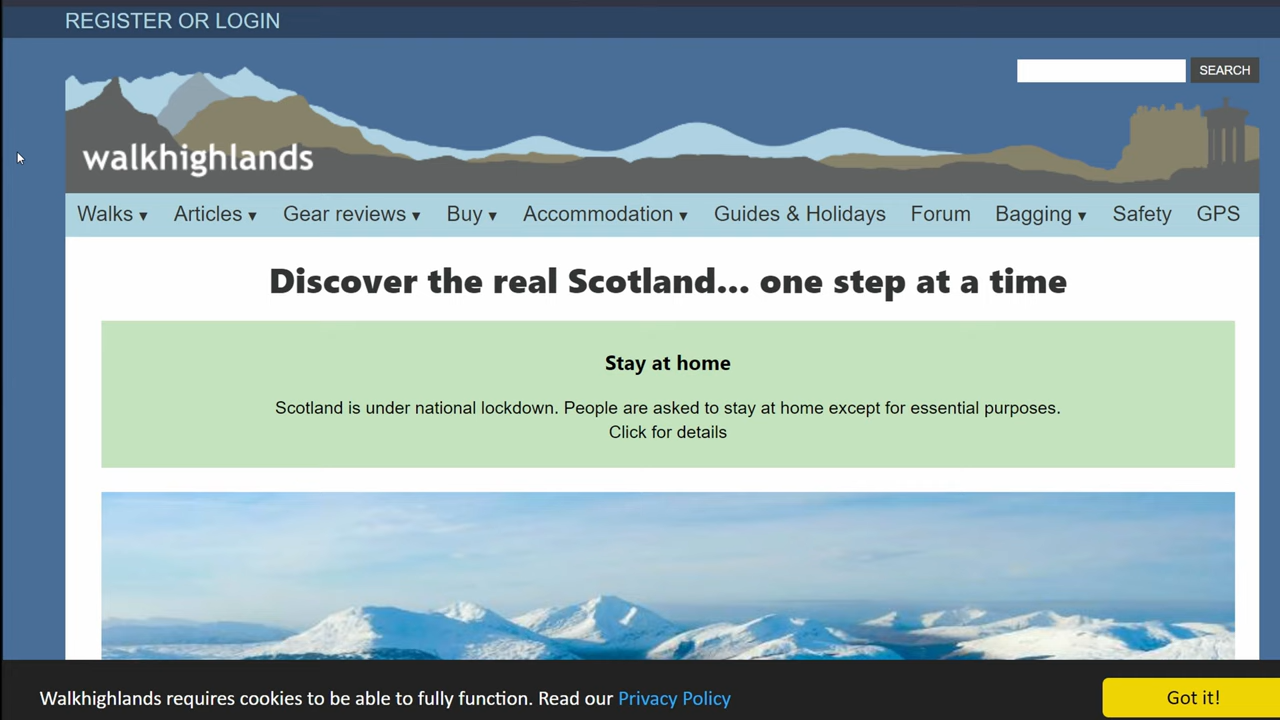 REGISTER OR LOGIN
SEARCH
walkhighlands
Walks ▾ Articles ▾ Gear reviews ▾ Buy ▾ Accommodation ▾ Guides & Holidays Forum Bagging ▾ Safety GPS
Discover the real Scotland... one step at a time
Stay at home
Scotland is under national lockdown. People are asked to stay at home except for essential purposes.
Click for details
Walkhighlands requires cookies to be able to fully function. Read our Privacy Policy
Got it!